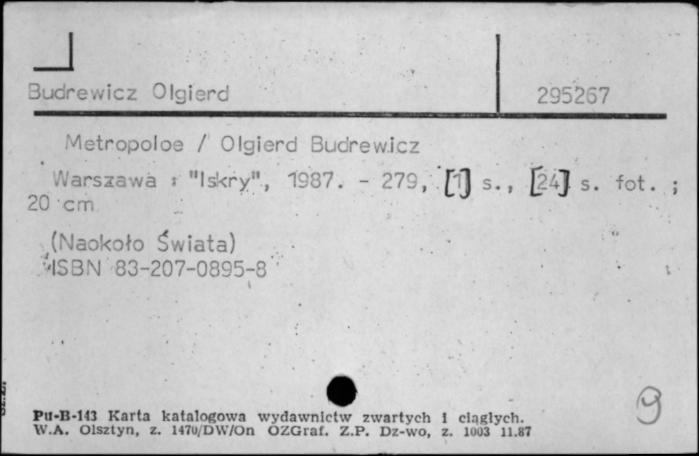 Budrewicz Olgierd 295267
Metropoloe / Olgierd Budrewicz
Warszawa : "Iskry", 1987. - 279, [1] s., [24] s. fot. ;
20 cm
(Naokoło Świata)
ISBN 83-207-0895-8
Pu-B-143 Karta katalogowa wydawnictw zwartych i ciągłych.
W.A. Olsztyn, z. 1470/DW/On OZGraf. Z.P. Dz-wo, z. 1003 11.87